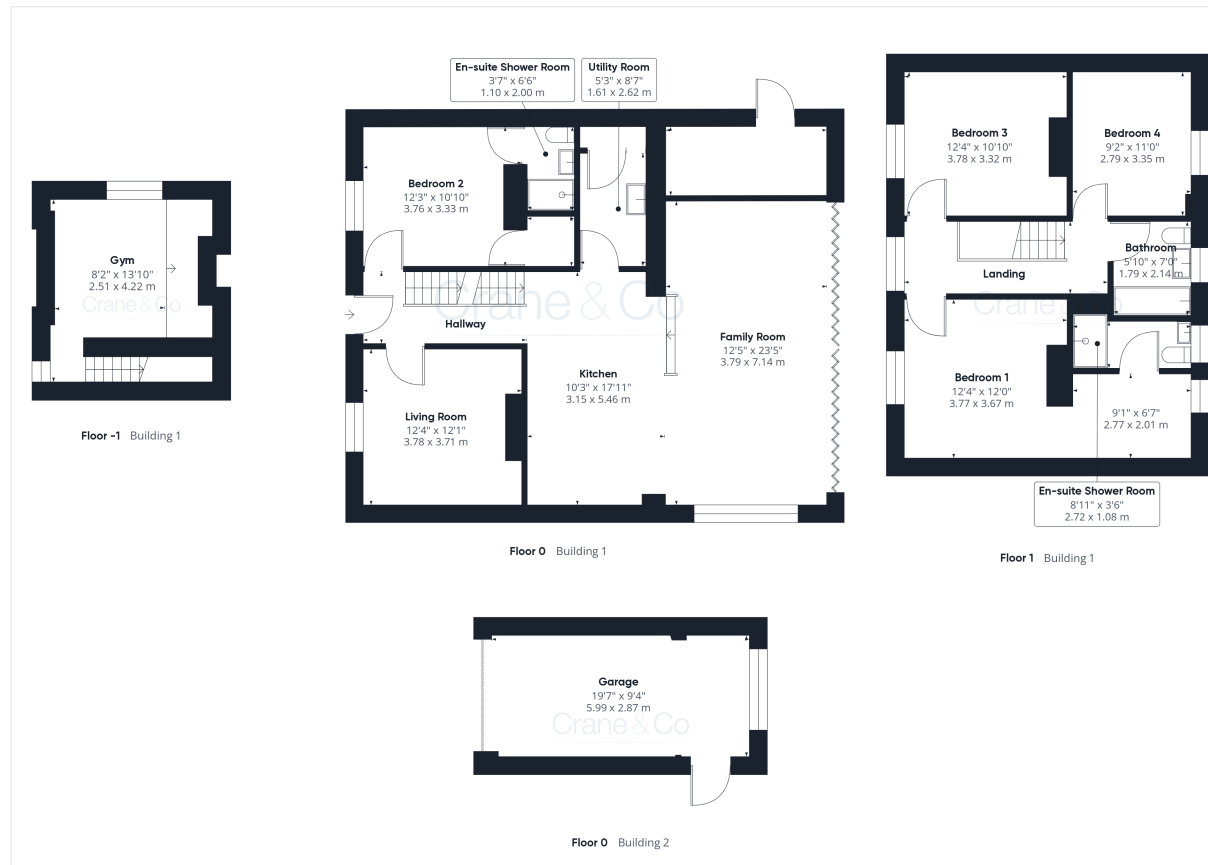 En-suite Shower Room
3'7" x 6'6"
1.10 x 2.00 m
Utility Room
5'3" x 8'7"
1.61 x 2.62 m
Bedroom 2
12'3" x 10'10"
3.76 x 3.33 m
Bedroom 3
12'4" x 10'10"
3.78 x 3.32 m
Bedroom 4
9'2" x 11'0"
2.79 x 3.35 m
Gym
8'2" x 13'10"
2.51 x 4.22 m
Crane & Co
Floor -1 Building 1
Crane & Co
Hallway
Family Room
12'5" x 23'5"
3.79 x 7.14 m
Kitchen
10'3" x 17'11"
3.15 x 5.46 m
Living Room
12'4" x 12'1"
3.78 x 3.71 m
Floor 0 Building 1
Bathroom
5'10" x 7'0"
1.79 x 2.14 m
Landing
Crane & Co
Bedroom 1
12'4" x 12'0"
3.77 x 3.67 m
9'1" x 6'7"
2.77 x 2.01 m
En-suite Shower Room
8'11" x 3'6"
2.72 x 1.08 m
Floor 1 Building 1
Garage
19'7" x 9'4"
5.99 x 2.87 m
Crane & Co
Floor 0 Building 2